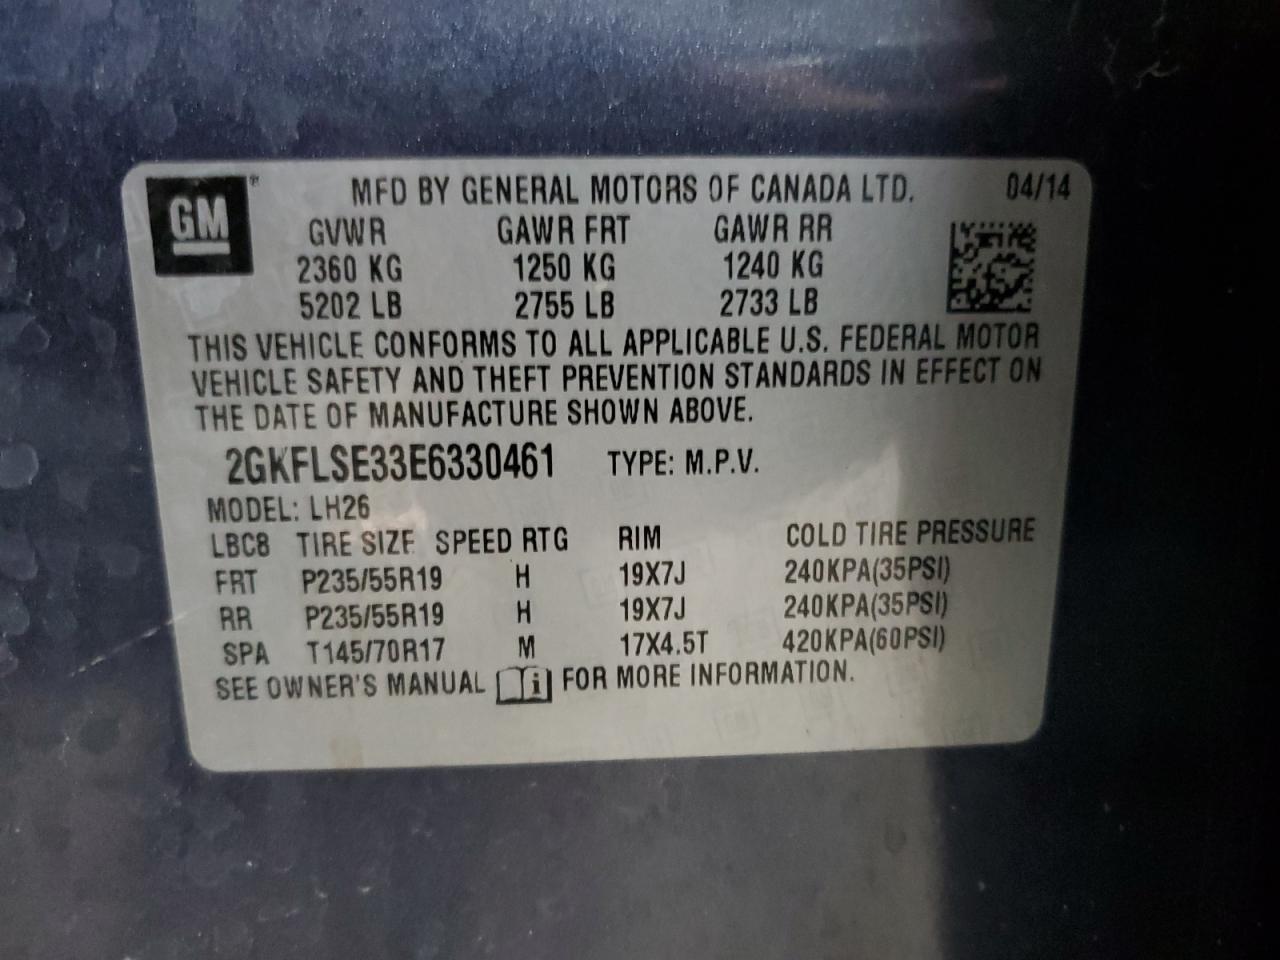 GM® MFD BY GENERAL MOTORS OF CANADA LTD. 04/14
GVWR GAWR FRT GAWR RR
2360 KG 1250 KG 1240 KG
5202 LB 2755 LB 2733 LB
THIS VEHICLE CONFORMS TO ALL APPLICABLE U.S. FEDERAL MOTOR
VEHICLE SAFETY AND THEFT PREVENTION STANDARDS IN EFFECT ON
THE DATE OF MANUFACTURE SHOWN ABOVE.
2GKFLSE33E6330461 TYPE: M.P.V.
MODEL: LH26
LBC8 TIRE SIZE SPEED RTG RIM COLD TIRE PRESSURE
FRT P235/55R19 H 19X7J 240KPA(35PSI)
RR P235/55R19 H 19X7J 240KPA(35PSI)
SPA T145/70R17 M 17X4.5T 420KPA(60PSI)
SEE OWNER'S MANUAL i FOR MORE INFORMATION.